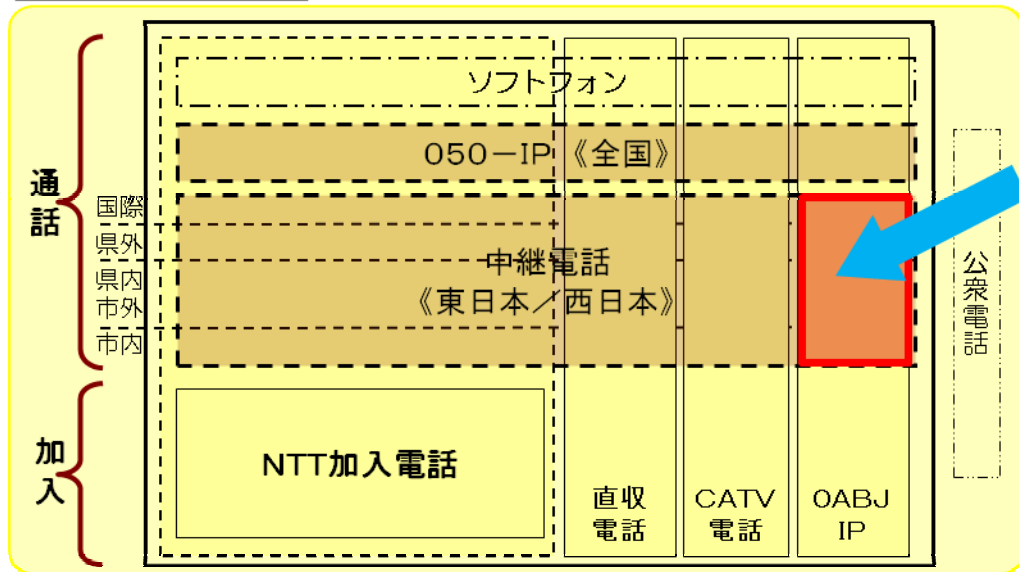 ソフトフォン
050－IP《全国》
通
話
国際
県外
県内
市外
市内
中継電話
《東日本／西日本》
公衆電話
加
入
NTT加入電話
直収
電話
CATV
電話
0ABJ
IP